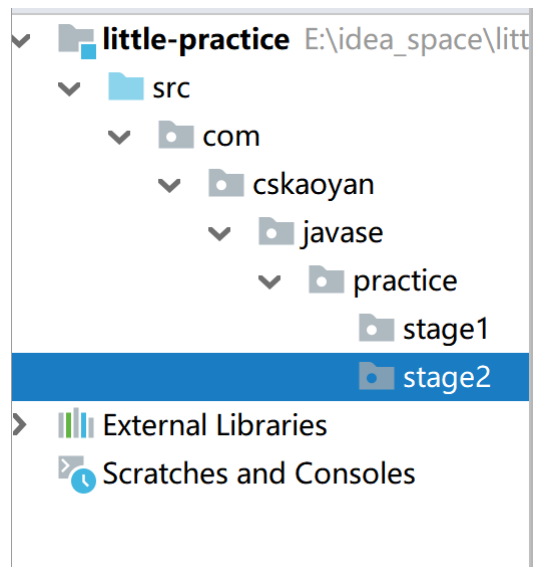 little-practice E:\idea_space\litt
src
com
cskaoyan
javase
practice
stage1
stage2
External Libraries
Scratches and Consoles